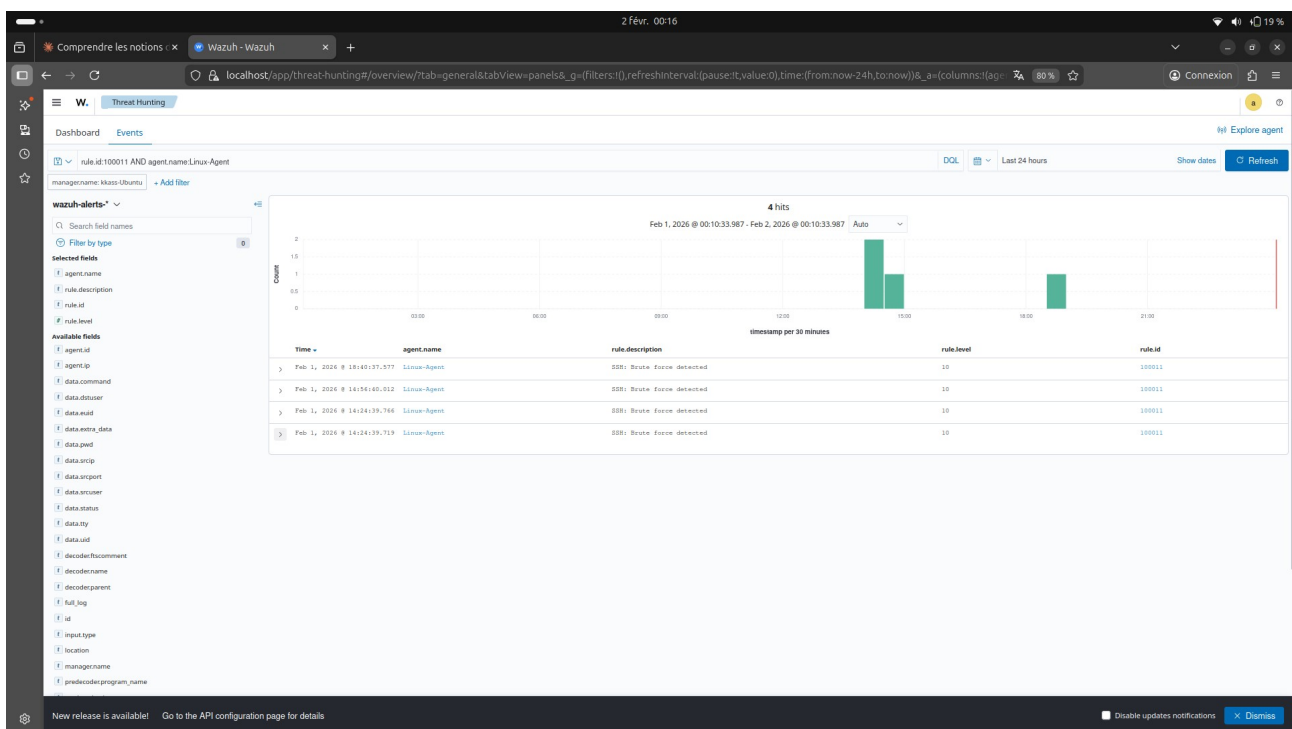 2 févr. 00:16
19 %
Comprendre les notions
Wazuh - Wazuh
localhost/app/threat-hunting#/overview/?tab=general&tabView=panels&_g=(filters:!(),refreshInterval:(pause:!t,value:0),time:(from:now-24h,to:now))&_a=(columns:!(age
80 %
Connexion
W.
Threat Hunting
a
Dashboard
Events
Explore agent
rule.id:100011 AND agent.name:Linux-Agent
DQL
Last 24 hours
Show dates
Refresh
manager.name: kkass-Ubuntu
+ Add filter
wazuh-alerts-*
Search field names
Filter by type
0
Selected fields
agent.name
rule.description
rule.id
rule.level
Available fields
agent.id
agent.ip
data.command
data.dstuser
data.euid
data.extra_data
data.pwd
data.srcip
data.srcport
data.srcuser
data.status
data.tty
data.uid
decoder.ftscomment
decoder.name
decoder.parent
full_log
id
input.type
location
manager.name
predecoder.program_name
4 hits
Feb 1, 2026 @ 00:10:33.987 - Feb 2, 2026 @ 00:10:33.987
Auto
Count
2
1.5
1
0.5
0
03:00 06:00 09:00 12:00 15:00 18:00 21:00
timestamp per 30 minutes
Time agent.name rule.description rule.level rule.id
Feb 1, 2026 @ 18:40:37.577 Linux-Agent SSH: Brute force detected 10 100011
Feb 1, 2026 @ 14:56:40.012 Linux-Agent SSH: Brute force detected 10 100011
Feb 1, 2026 @ 14:24:39.766 Linux-Agent SSH: Brute force detected 10 100011
Feb 1, 2026 @ 14:24:39.719 Linux-Agent SSH: Brute force detected 10 100011
New release is available! Go to the API configuration page for details
Disable updates notifications
Dismiss